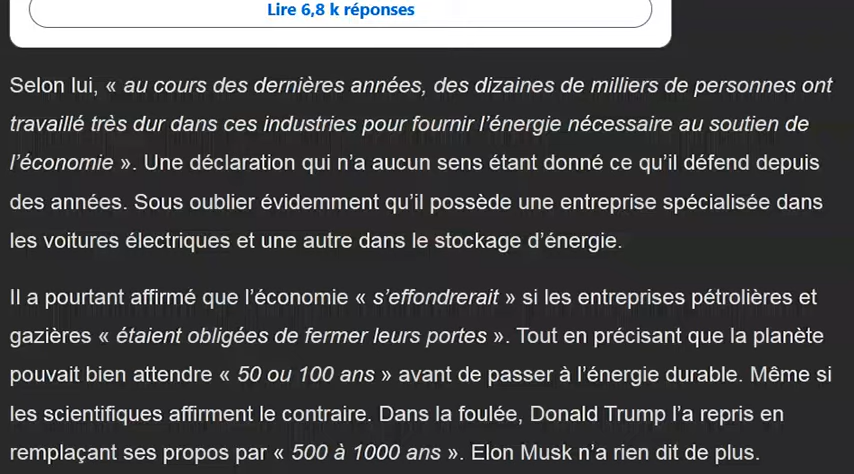 Lire 6,8 k réponses
Selon lui, « au cours des dernières années, des dizaines de milliers de personnes ont
travaillé très dur dans ces industries pour fournir l’énergie nécessaire au soutien de
l’économie ». Une déclaration qui n’a aucun sens étant donné ce qu’il défend depuis
des années. Sous oublier évidemment qu’il possède une entreprise spécialisée dans
les voitures électriques et une autre dans le stockage d’énergie.
Il a pourtant affirmé que l’économie « s’effondrerait » si les entreprises pétrolières et
gazières « étaient obligées de fermer leurs portes ». Tout en précisant que la planète
pouvait bien attendre « 50 ou 100 ans » avant de passer à l’énergie durable. Même si
les scientifiques affirment le contraire. Dans la foulée, Donald Trump l’a repris en
remplaçant ses propos par « 500 à 1000 ans ». Elon Musk n’a rien dit de plus.